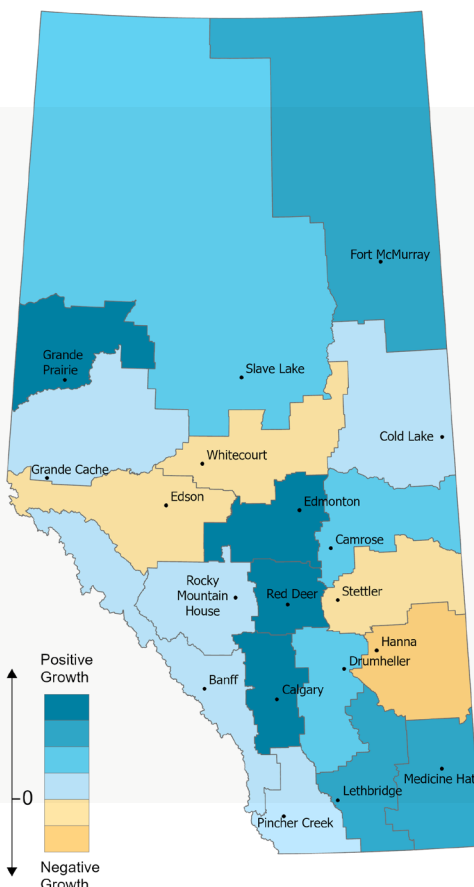 Fort McMurray
Grande
Prairie
Slave Lake
Cold Lake
Whitecourt
Grande Cache
Edson
Edmonton
Camrose
Rocky
Mountain
House
Red Deer
Stettler
Hanna
Drumheller
Banff
Calgary
Medicine Hat
Lethbridge
Pincher Creek
Positive
Growth
0
Negative
Growth